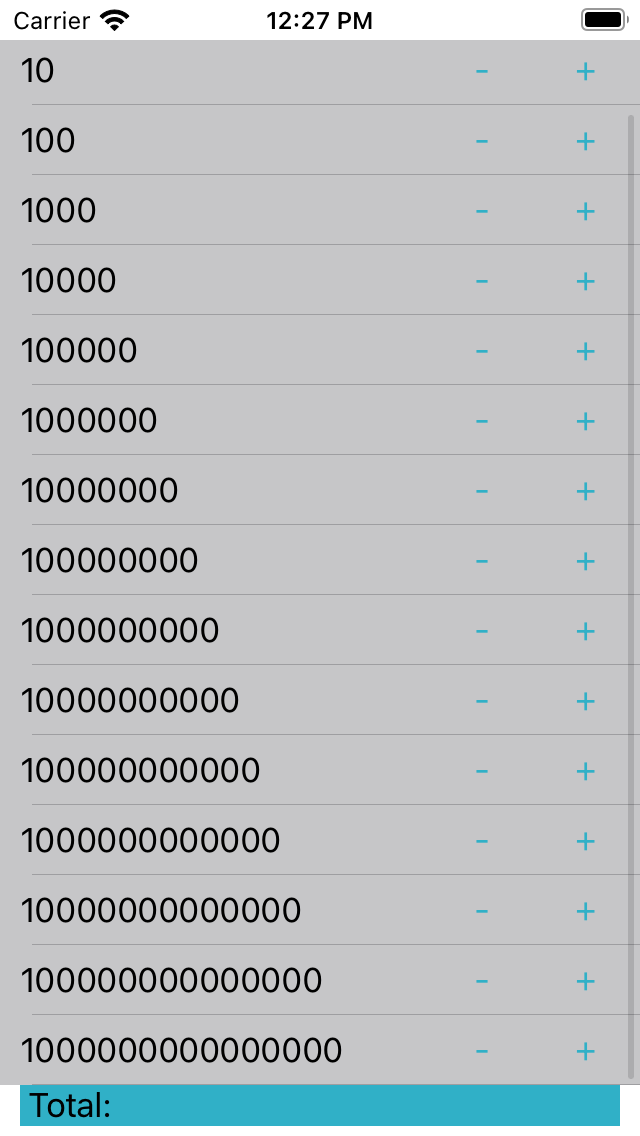 Carrier 12:27 PM
10 - +
100 - +
1000 - +
10000 - +
100000 - +
1000000 - +
10000000 - +
100000000 - +
1000000000 - +
10000000000 - +
100000000000 - +
1000000000000 - +
10000000000000 - +
100000000000000 - +
1000000000000000 - +
Total: